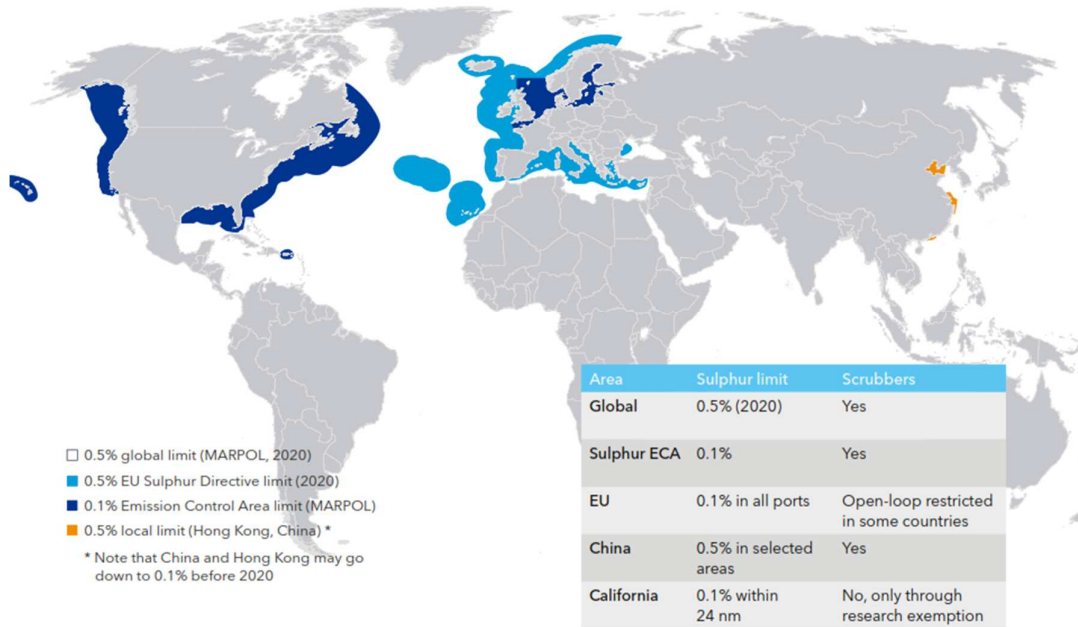 0.5% global limit (MARPOL, 2020)
0.5% EU Sulphur Directive limit (2020)
0.1% Emission Control Area limit (MARPOL)
0.5% local limit (Hong Kong, China) *
* Note that China and Hong Kong may go
down to 0.1% before 2020
Area Sulphur limit Scrubbers
Global 0.5% (2020) Yes
Sulphur ECA 0.1% Yes
EU 0.1% in all ports Open-loop restricted
in some countries
China 0.5% in selected Yes
areas
California 0.1% within No, only through
24 nm research exemption